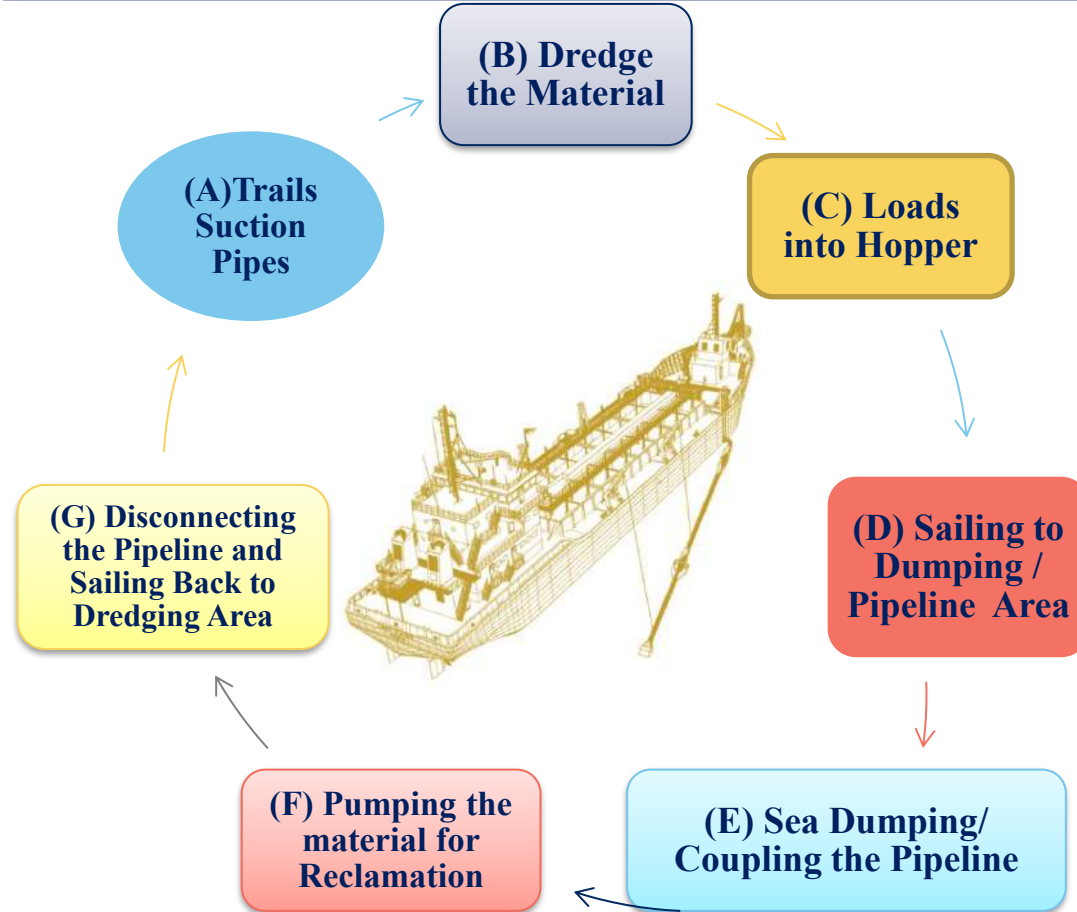 (B) Dredge
the Material
(A)Trails
Suction
Pipes
(C) Loads
into Hopper
(D) Sailing to
Dumping /
Pipeline Area
(E) Sea Dumping/
Coupling the Pipeline
(F) Pumping the
material for
Reclamation
(G) Disconnecting
the Pipeline and
Sailing Back to
Dredging Area